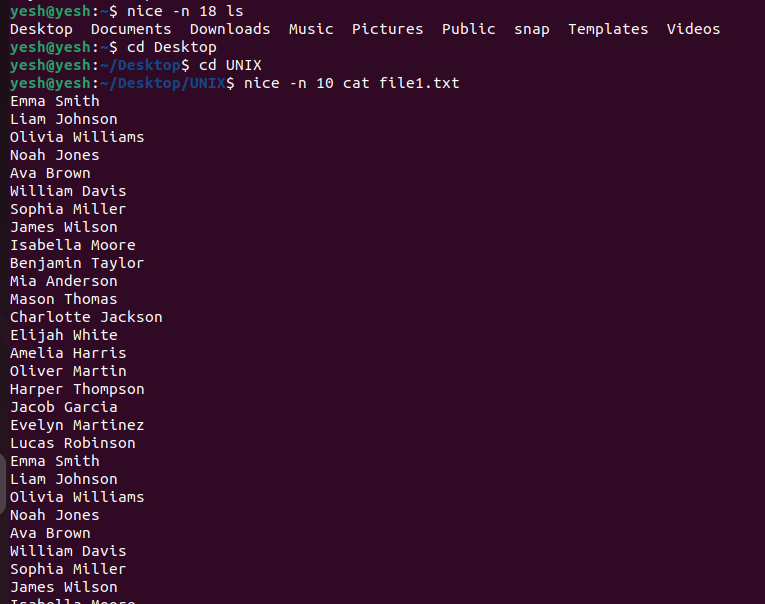 yesh@yesh:~$ nice -n 18 ls
Desktop  Documents  Downloads  Music  Pictures  Public  snap  Templates  Videos
yesh@yesh:~$ cd Desktop
yesh@yesh:~/Desktop$ cd UNIX
yesh@yesh:~/Desktop/UNIX$ nice -n 10 cat file1.txt
Emma Smith
Liam Johnson
Olivia Williams
Noah Jones
Ava Brown
William Davis
Sophia Miller
James Wilson
Isabella Moore
Benjamin Taylor
Mia Anderson
Mason Thomas
Charlotte Jackson
Elijah White
Amelia Harris
Oliver Martin
Harper Thompson
Jacob Garcia
Evelyn Martinez
Lucas Robinson
Emma Smith
Liam Johnson
Olivia Williams
Noah Jones
Ava Brown
William Davis
Sophia Miller
James Wilson
Isabella Moore